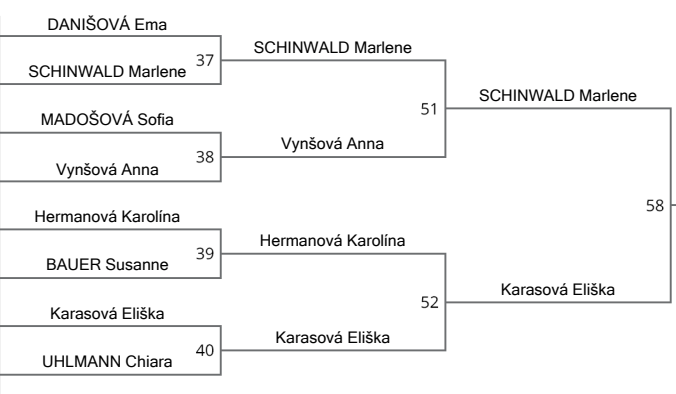 DANIŠOVÁ Ema
37
SCHINWALD Marlene
SCHINWALD Marlene
51
MADOŠOVÁ Sofia
38
Vynšová Anna
Vynšová Anna
SCHINWALD Marlene
58
Hermanová Karolína
39
BAUER Susanne
Hermanová Karolína
52
Karasová Eliška
40
UHLMANN Chiara
Karasová Eliška
Karasová Eliška